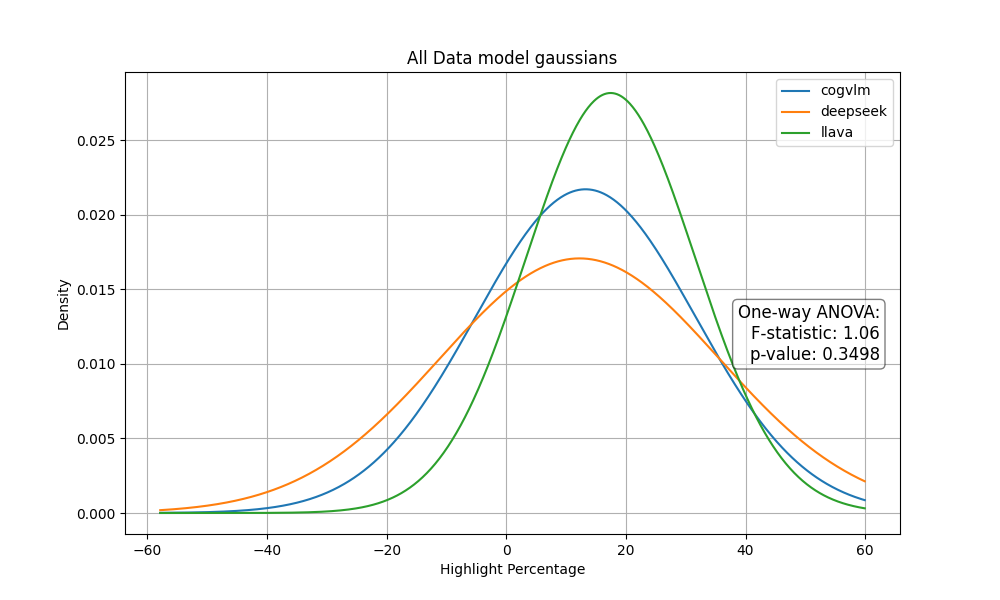 All Data model gaussians
cogvlm
deepseek
llava
0.025
0.020
0.015
0.010
0.005
0.000
Density
One-way ANOVA:
F-statistic: 1.06
p-value: 0.3498
−60 −40 −20 0 20 40 60
Highlight Percentage